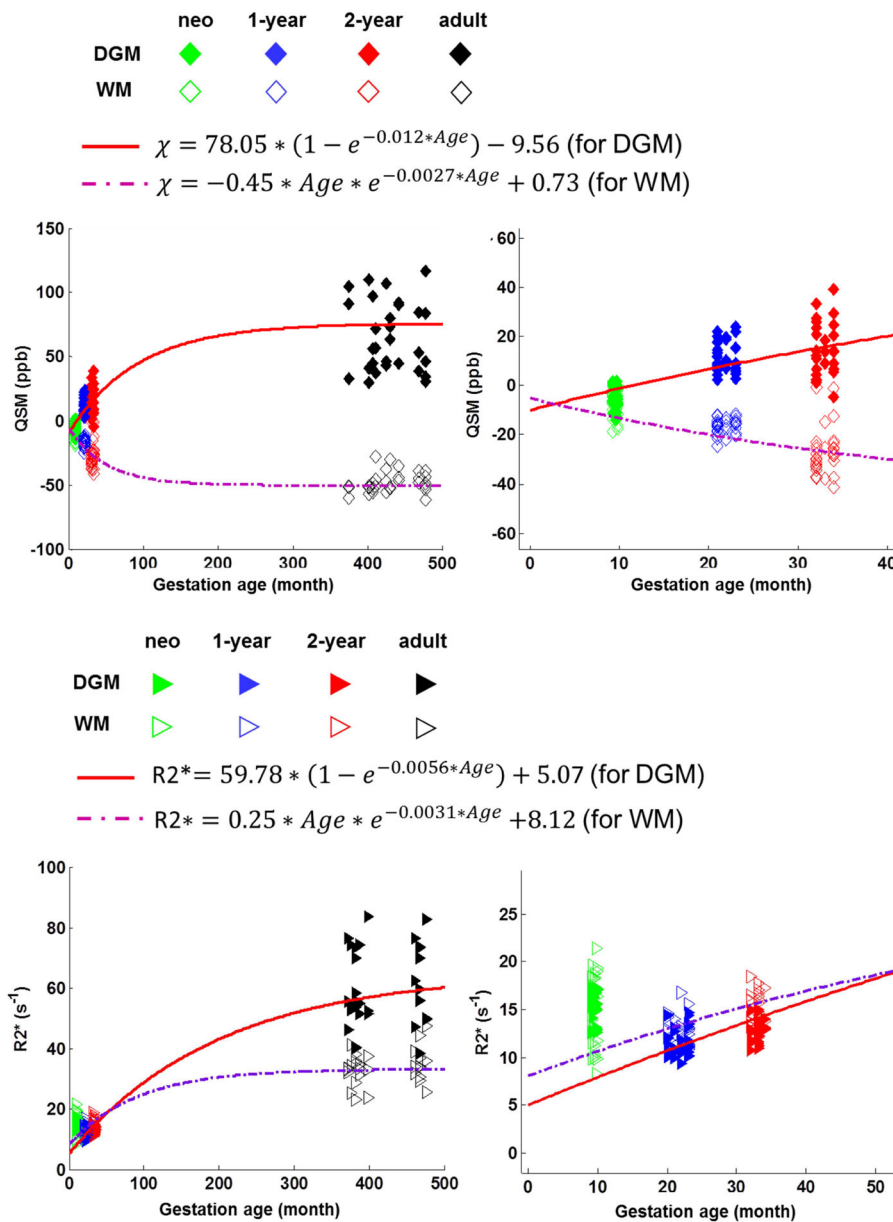 neo 1-year 2-year adult
DGM
WM
χ = 78.05 * (1 − e^{−0.012*Age}) − 9.56 (for DGM)
χ = −0.45 * Age * e^{−0.0027*Age} + 0.73 (for WM)
150
100
50
0
-50
-100
QSM (ppb)
0 100 200 300 400 500
Gestation age (month)
60
40
20
0
-20
-40
-60
QSM (ppb)
0 10 20 30 40
Gestation age (month)
neo 1-year 2-year adult
DGM
WM
R2*= 59.78 * (1 − e^{−0.0056*Age}) + 5.07 (for DGM)
R2* = 0.25 * Age * e^{−0.0031*Age} +8.12 (for WM)
100
80
60
40
20
0
R2* (s⁻¹)
0 100 200 300 400 500
Gestation age (month)
25
20
15
10
5
0
R2* (s⁻¹)
0 10 20 30 40 50
Gestation age (month)